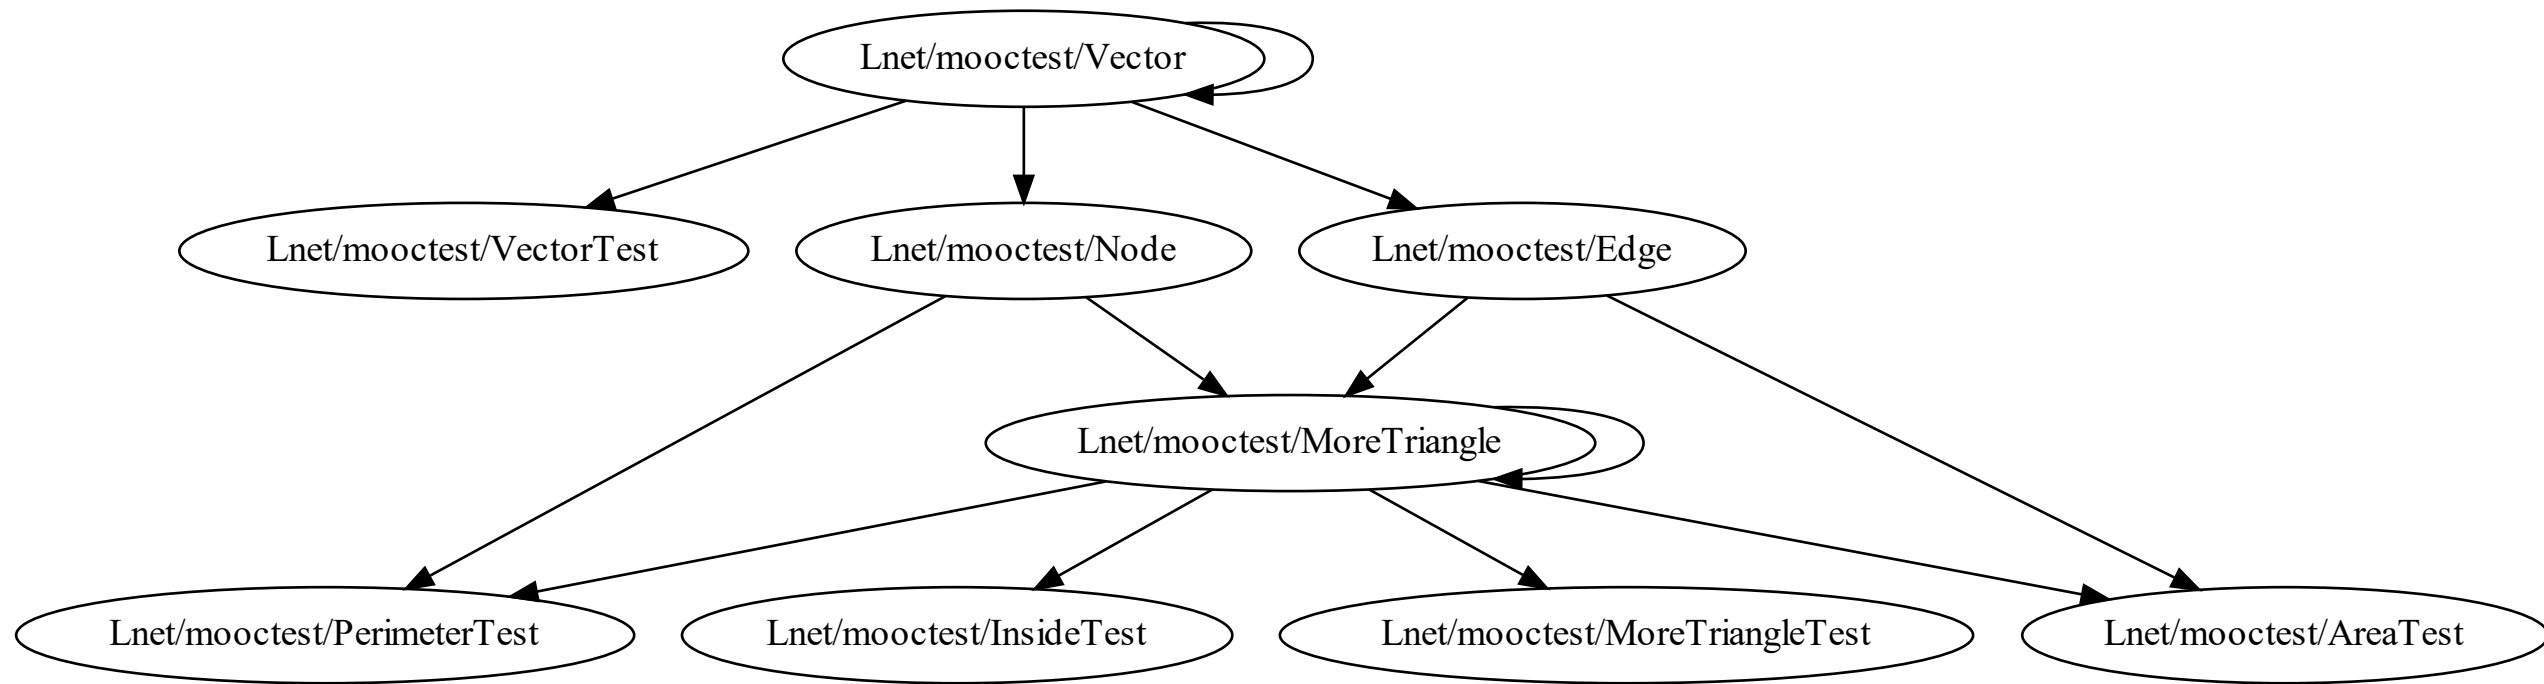 Lnet/mooctest/Vector
Lnet/mooctest/VectorTest
Lnet/mooctest/Node
Lnet/mooctest/Edge
Lnet/mooctest/MoreTriangle
Lnet/mooctest/PerimeterTest
Lnet/mooctest/InsideTest
Lnet/mooctest/MoreTriangleTest
Lnet/mooctest/AreaTest